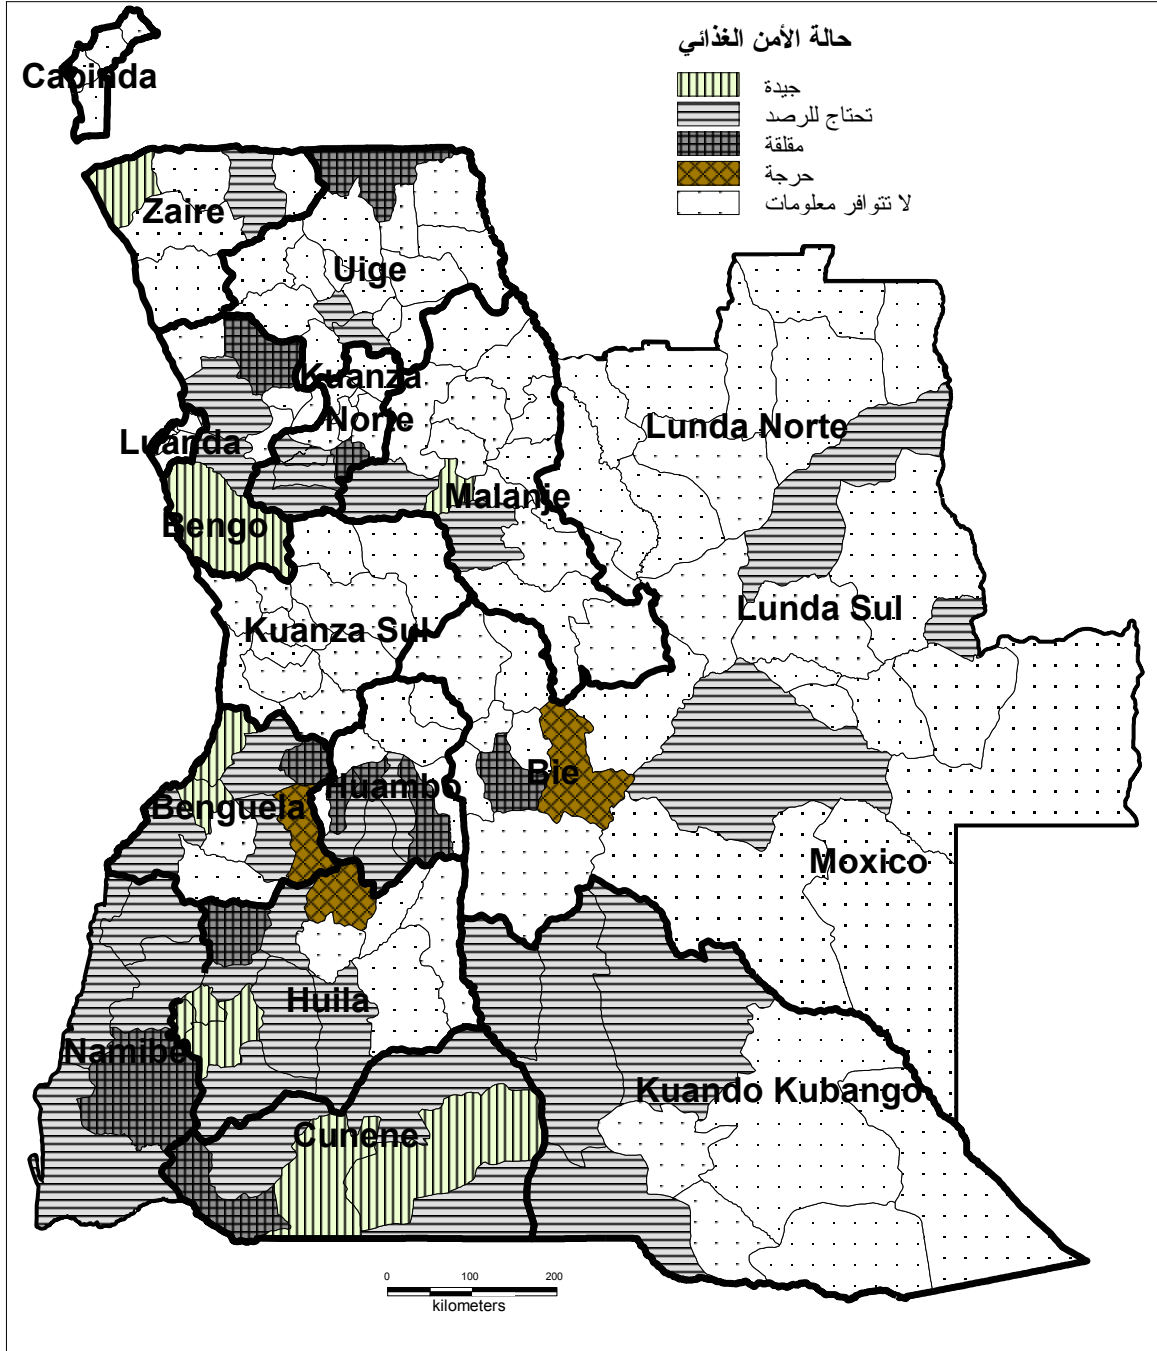 حالة الأمن الغذائي
جيدة
تحتاج للرصد
مقلقة
حرجة
لا تتوافر معلومات
Cabinda
Zaire
Uige
Kuanza
Norte
Lunda Norte
Luanda
Malanje
Bengo
Lunda Sul
Kuanza Sul
Bie
Huambo
Benguela
Moxico
Huila
Namibe
Kuando Kubango
Cunene
0 100 200
kilometers